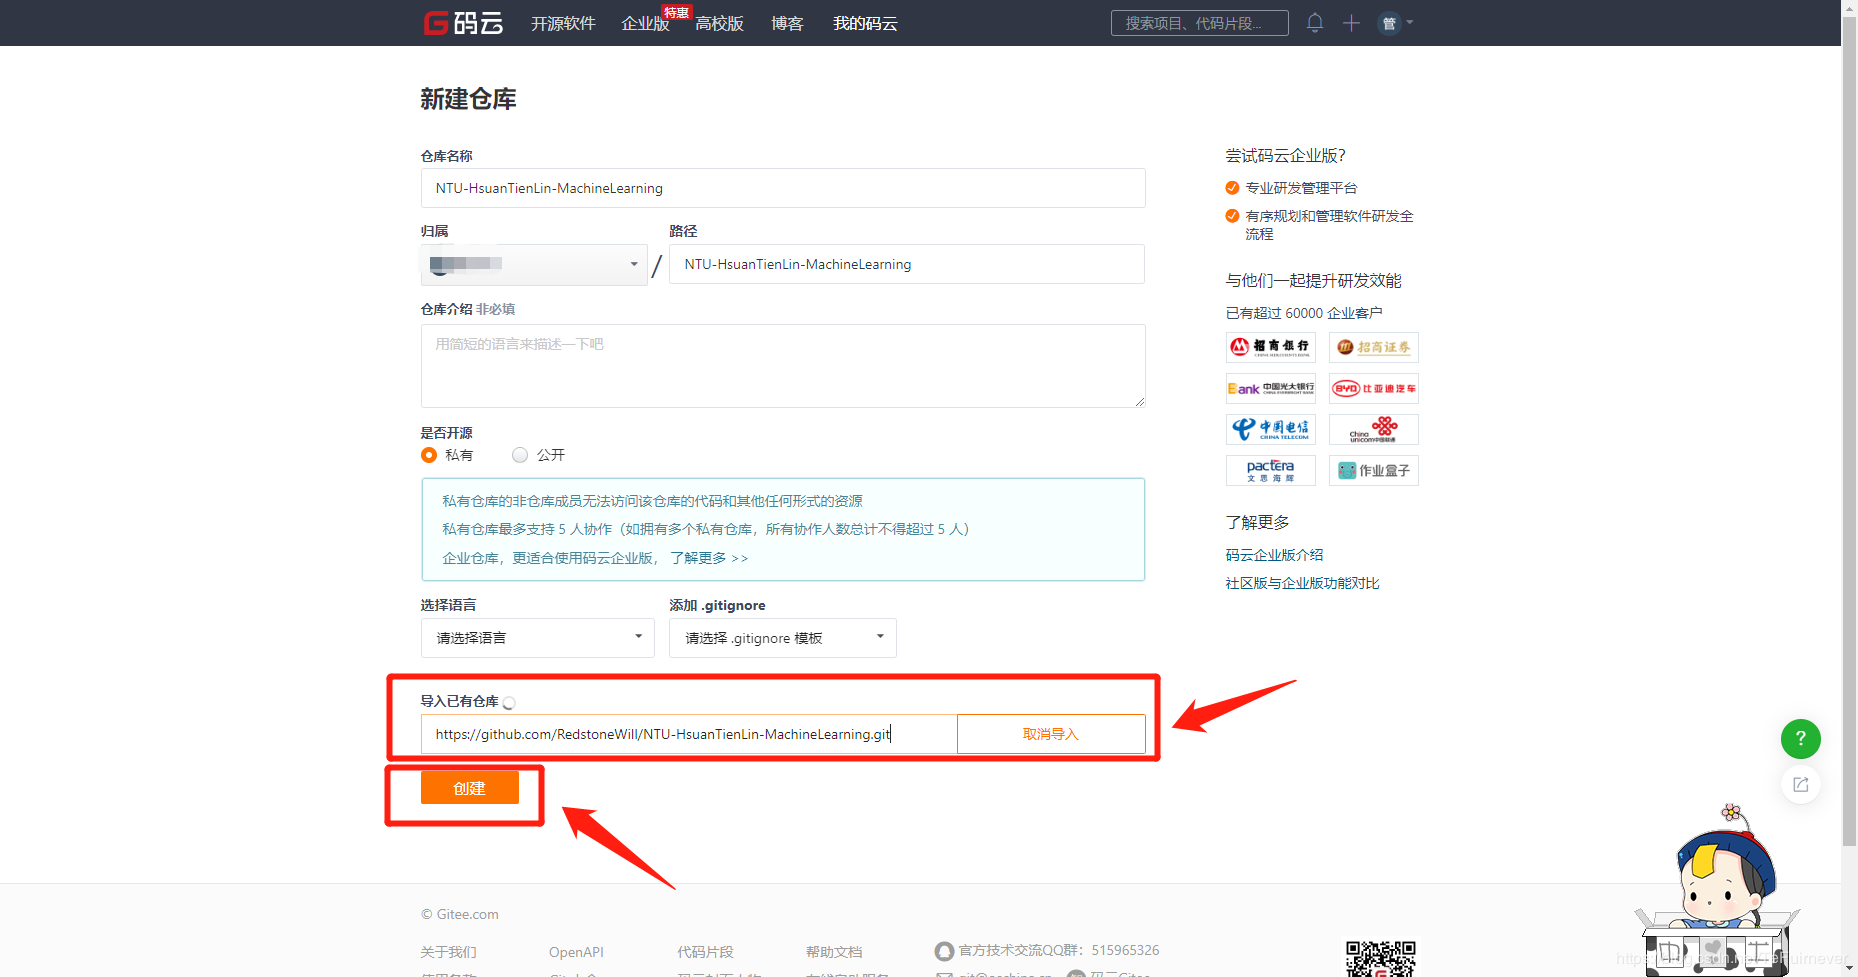 码云
开源软件
企业版
特惠
高校版
博客
我的码云
搜索项目、代码片段...
管
新建仓库
仓库名称
NTU-HsuanTienLin-MachineLearning
归属
路径
/
NTU-HsuanTienLin-MachineLearning
仓库介绍 非必填
用简短的语言来描述一下吧
是否开源
私有
公开
私有仓库的非仓库成员无法访问该仓库的代码和其他任何形式的资源
私有仓库最多支持 5 人协作（如拥有多个私有仓库，所有协作人数总计不得超过 5 人）
企业仓库，更适合使用码云企业版， 了解更多 >>
选择语言
添加 .gitignore
请选择语言
请选择 .gitignore 模板
导入已有仓库
https://github.com/RedstoneWill/NTU-HsuanTienLin-MachineLearning.git
取消导入
创建
尝试码云企业版?
专业研发管理平台
有序规划和管理软件研发全
流程
与他们一起提升研发效能
已有超过 60000 企业客户
招商银行
CHINA MERCHANTS BANK
招商证券
Bank 中国光大银行
CHINA EVERBRIGHT BANK
BYD 比亚迪汽车
中国电信
CHINA TELECOM
China
unicom中国联通
pactera
文思海辉
作业盒子
了解更多
码云企业版介绍
社区版与企业版功能对比
?
© Gitee.com
关于我们
OpenAPI
代码片段
帮助文档
官方技术交流QQ群：515965326